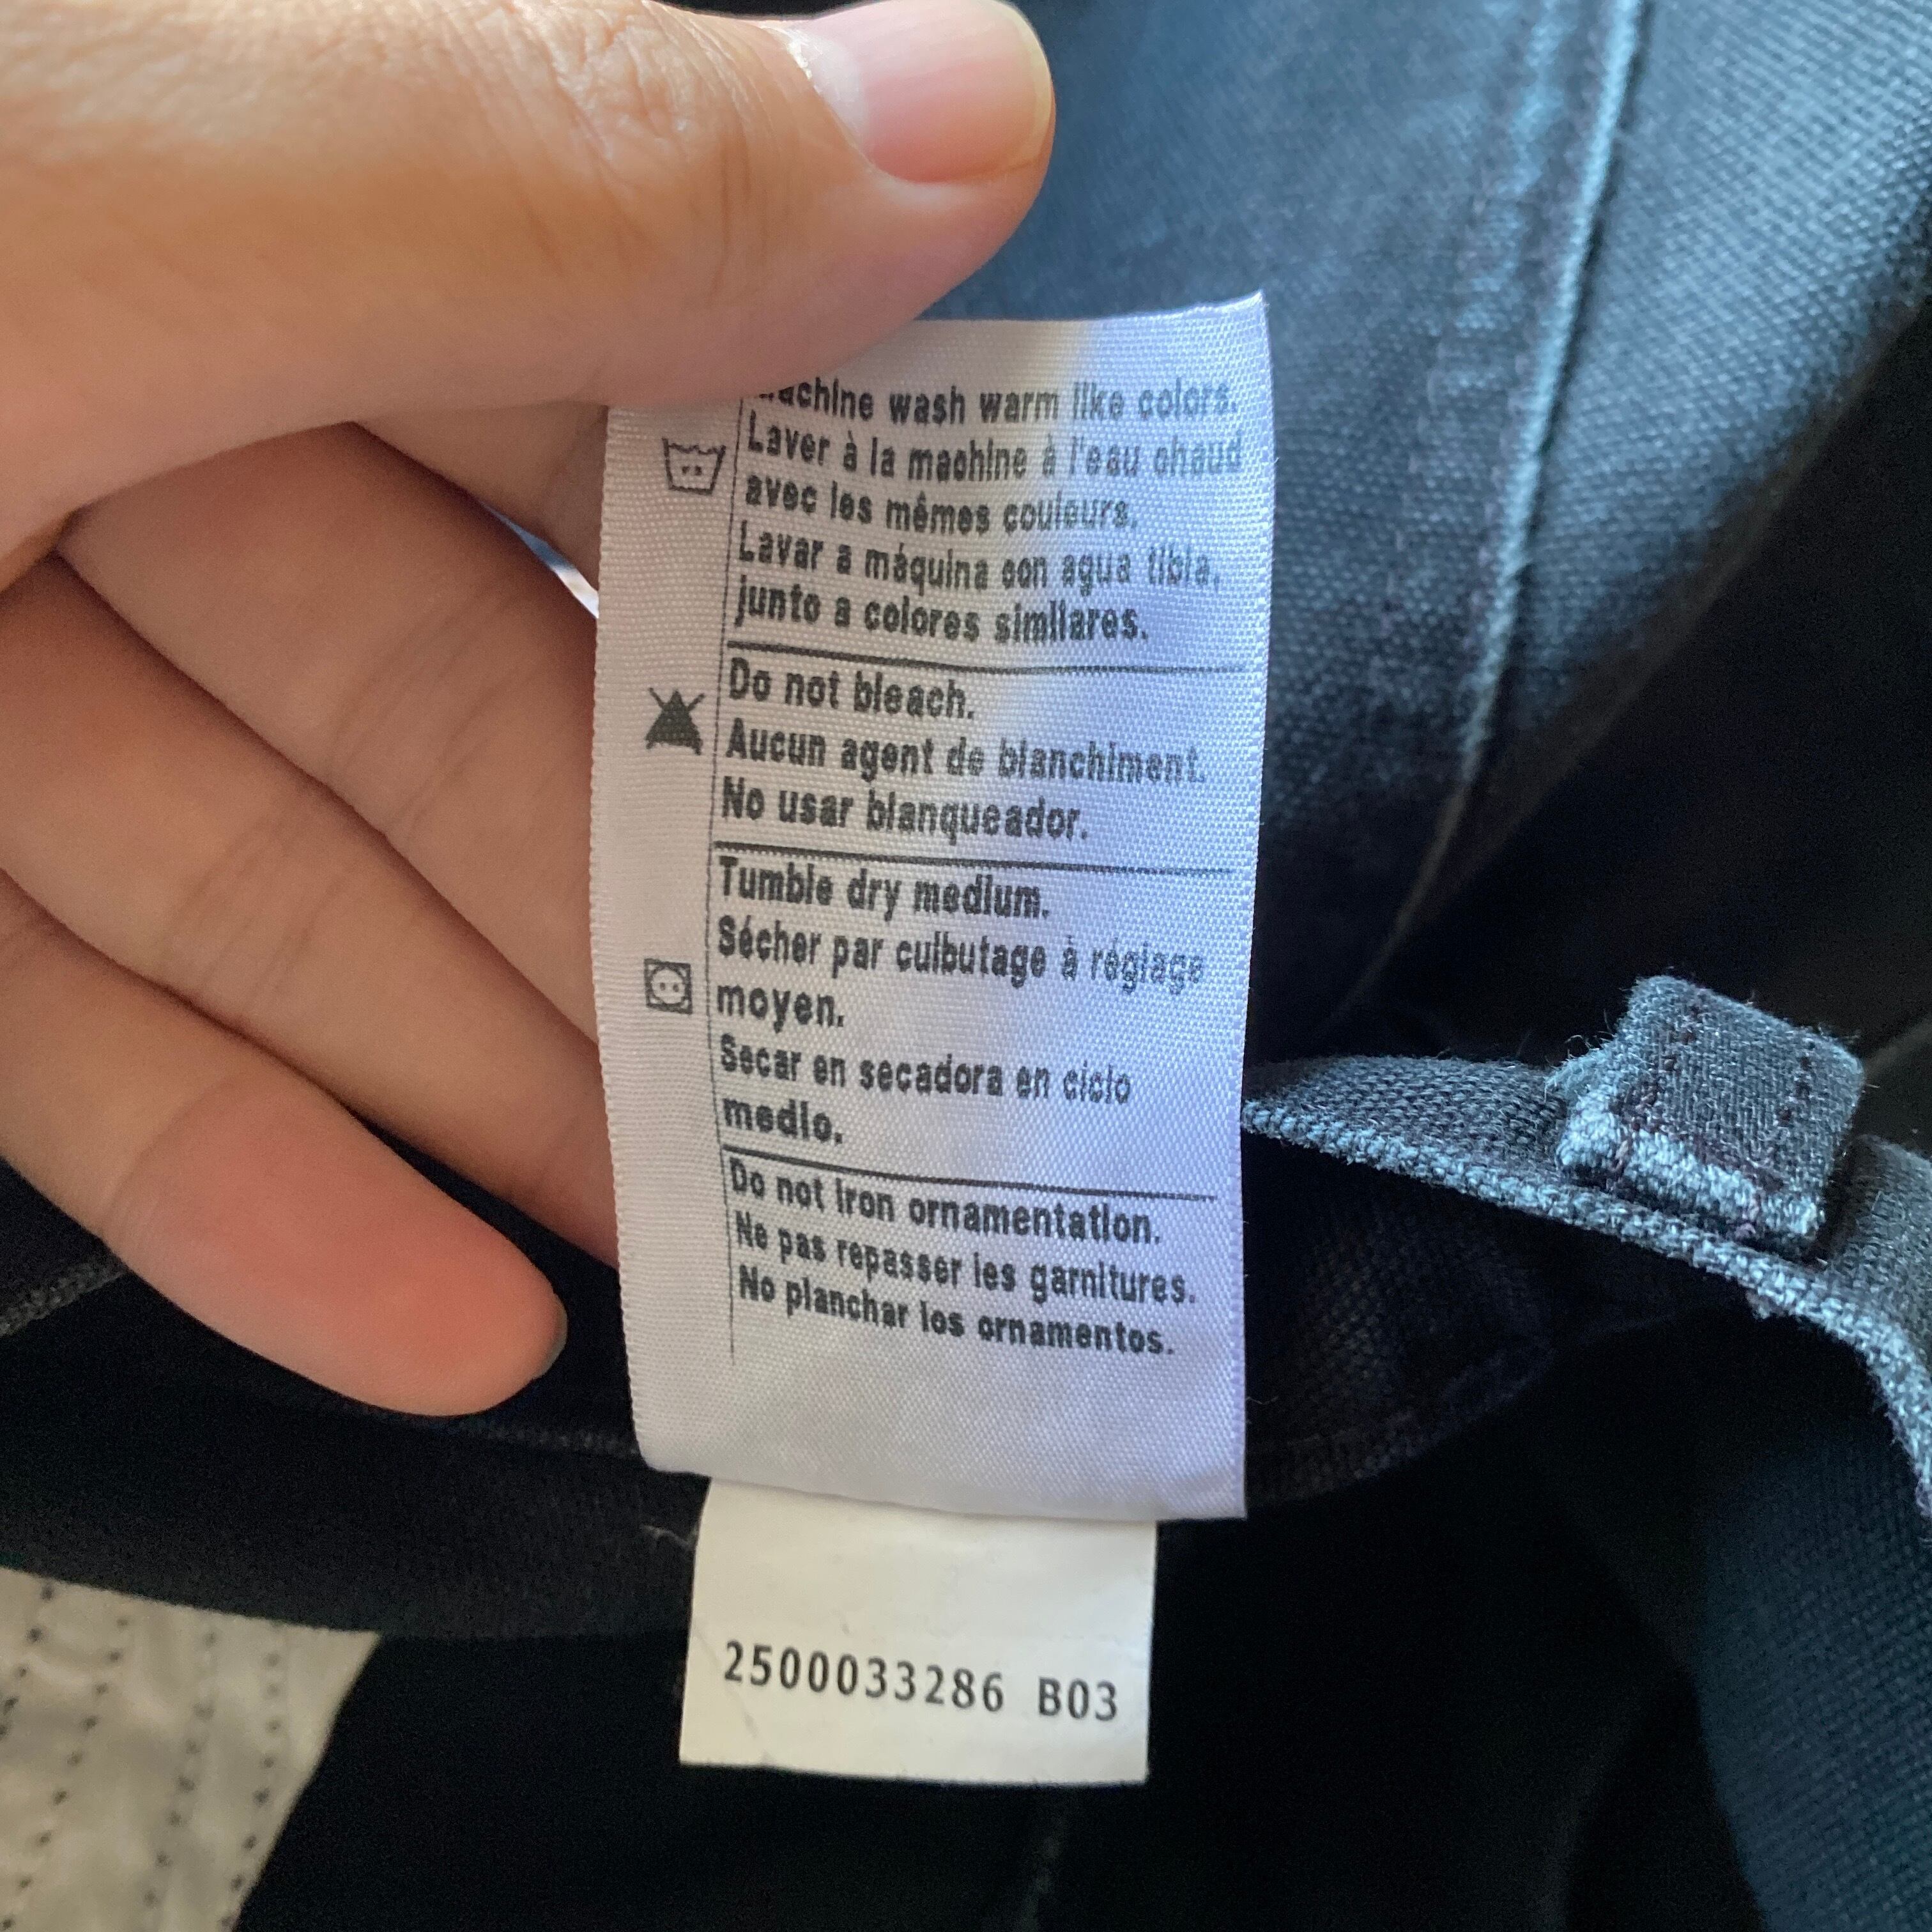 Machine wash warm like colors.
Laver à la machine à l'eau chaud
avec les mêmes couleurs.
Lavar a máquina con agua tibia,
junto a colores similares.
Do not bleach.
Aucun agent de blanchiment.
No usar blanqueador.
Tumble dry medium.
Sécher par culbutage à réglage
moyen.
Secar en secadora en ciclo
medio.
Do not iron ornamentation.
Ne pas repasser les garnitures.
No planchar los ornamentos.
2500033286 B03